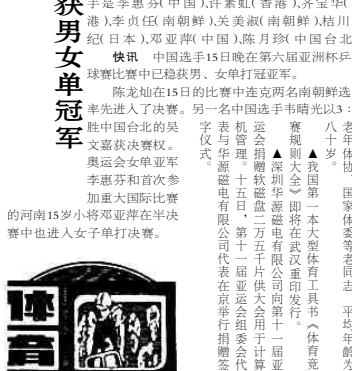 获男女单冠军
手是李惠芬(中国)、许素虹(香港)、齐宝华(
港)、李贞任(南朝鲜)、关美淑(南朝鲜)、桔川
纪(日本)、邓亚萍(中国)、陈月珍(中国台北
快讯 中国选手15日晚在第六届亚洲杯乒
球赛比赛中已稳获男、女单打冠亚军。
陈龙灿在15日的比赛中连克两名南朝鲜选
率先进入了决赛。另一名中国选手韦晴光以3:
胜中国台北的吴
文嘉获决赛权。
奥运会女单亚军
李惠芬和首次参
加重大国际比赛
的河南15岁小将邓亚萍在半决
赛中也进入女子单打决赛。
老年体协、国家体委等老同志平均年龄为
八十岁。
▲我国第一本大型体育工具书《体育竞
赛规则大全》即将在武汉重印发行。
▲深圳华源磁电有限公司向第十一届亚
运会捐赠软磁盘二万五千片供大会用于计算
机管理。十五日,第十一届亚运会组委会代
表与华源磁电有限公司代表在京举行捐赠签
字仪式。
体育